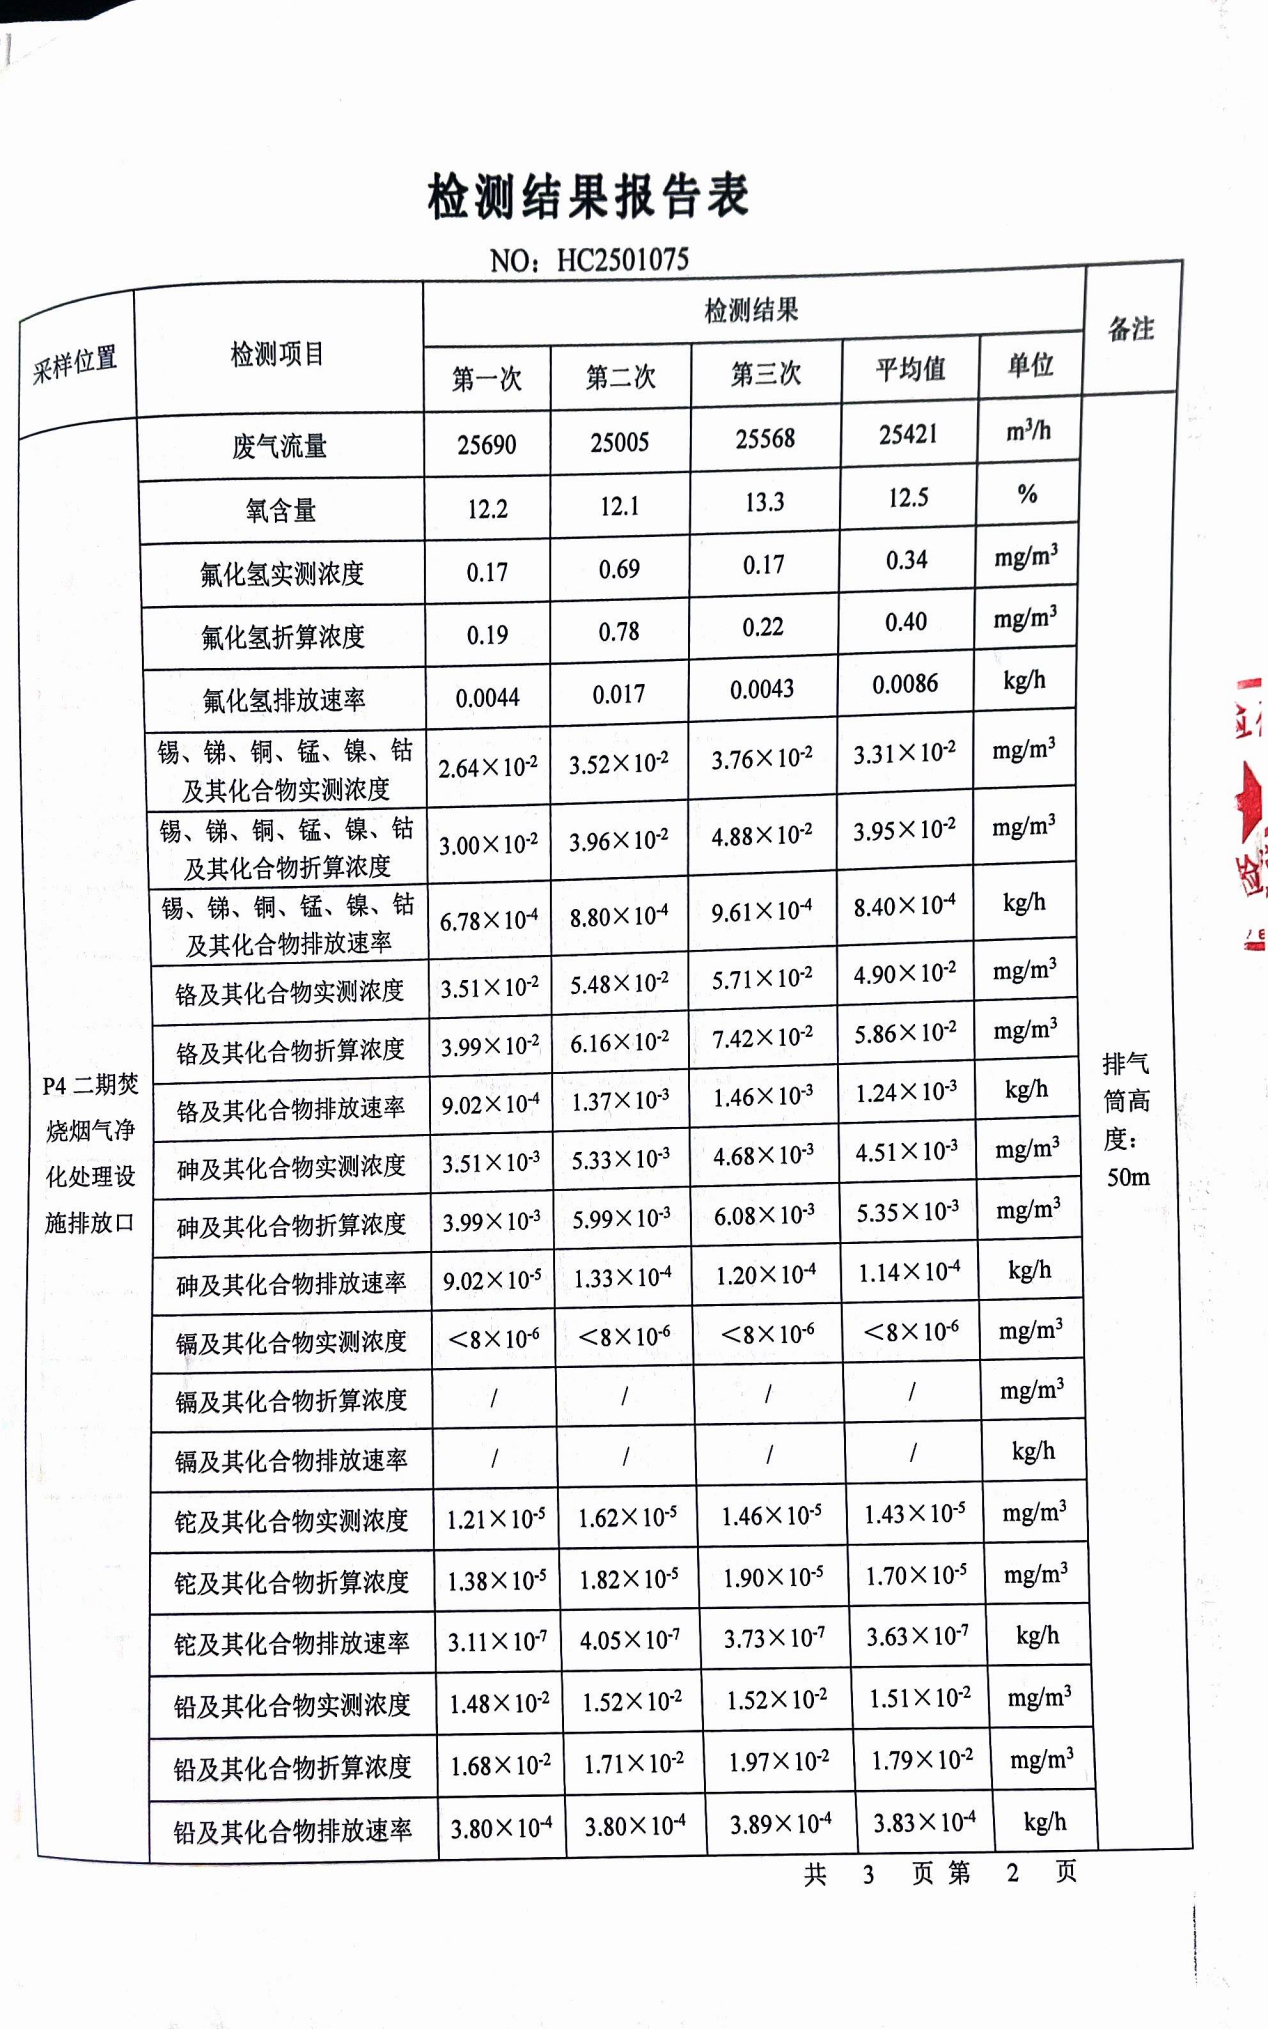 检测结果报告表
NO：HC2501075
采样位置 检测项目 检测结果 备注
第一次 第二次 第三次 平均值 单位
废气流量 25690 25005 25568 25421 m³/h
氧含量 12.2 12.1 13.3 12.5 %
氟化氢实测浓度 0.17 0.69 0.17 0.34 mg/m³
氟化氢折算浓度 0.19 0.78 0.22 0.40 mg/m³
氟化氢排放速率 0.0044 0.017 0.0043 0.0086 kg/h
锡、锑、铜、锰、镍、钴
及其化合物实测浓度 2.64×10⁻² 3.52×10⁻² 3.76×10⁻² 3.31×10⁻² mg/m³
锡、锑、铜、锰、镍、钴
及其化合物折算浓度 3.00×10⁻² 3.96×10⁻² 4.88×10⁻² 3.95×10⁻² mg/m³
锡、锑、铜、锰、镍、钴
及其化合物排放速率 6.78×10⁻⁴ 8.80×10⁻⁴ 9.61×10⁻⁴ 8.40×10⁻⁴ kg/h
铬及其化合物实测浓度 3.51×10⁻² 5.48×10⁻² 5.71×10⁻² 4.90×10⁻² mg/m³
铬及其化合物折算浓度 3.99×10⁻² 6.16×10⁻² 7.42×10⁻² 5.86×10⁻² mg/m³
铬及其化合物排放速率 9.02×10⁻⁴ 1.37×10⁻³ 1.46×10⁻³ 1.24×10⁻³ kg/h
砷及其化合物实测浓度 3.51×10⁻³ 5.33×10⁻³ 4.68×10⁻³ 4.51×10⁻³ mg/m³
砷及其化合物折算浓度 3.99×10⁻³ 5.99×10⁻³ 6.08×10⁻³ 5.35×10⁻³ mg/m³
砷及其化合物排放速率 9.02×10⁻⁵ 1.33×10⁻⁴ 1.20×10⁻⁴ 1.14×10⁻⁴ kg/h
镉及其化合物实测浓度 <8×10⁻⁶ <8×10⁻⁶ <8×10⁻⁶ <8×10⁻⁶ mg/m³
镉及其化合物折算浓度 / / / / mg/m³
镉及其化合物排放速率 / / / / kg/h
铊及其化合物实测浓度 1.21×10⁻⁵ 1.62×10⁻⁵ 1.46×10⁻⁵ 1.43×10⁻⁵ mg/m³
铊及其化合物折算浓度 1.38×10⁻⁵ 1.82×10⁻⁵ 1.90×10⁻⁵ 1.70×10⁻⁵ mg/m³
铊及其化合物排放速率 3.11×10⁻⁷ 4.05×10⁻⁷ 3.73×10⁻⁷ 3.63×10⁻⁷ kg/h
铅及其化合物实测浓度 1.48×10⁻² 1.52×10⁻² 1.52×10⁻² 1.51×10⁻² mg/m³
铅及其化合物折算浓度 1.68×10⁻² 1.71×10⁻² 1.97×10⁻² 1.79×10⁻² mg/m³
铅及其化合物排放速率 3.80×10⁻⁴ 3.80×10⁻⁴ 3.89×10⁻⁴ 3.83×10⁻⁴ kg/h
P4 二期焚
烧烟气净
化处理设
施排放口
排气
筒高
度：
50m
共 3 页 第 2 页